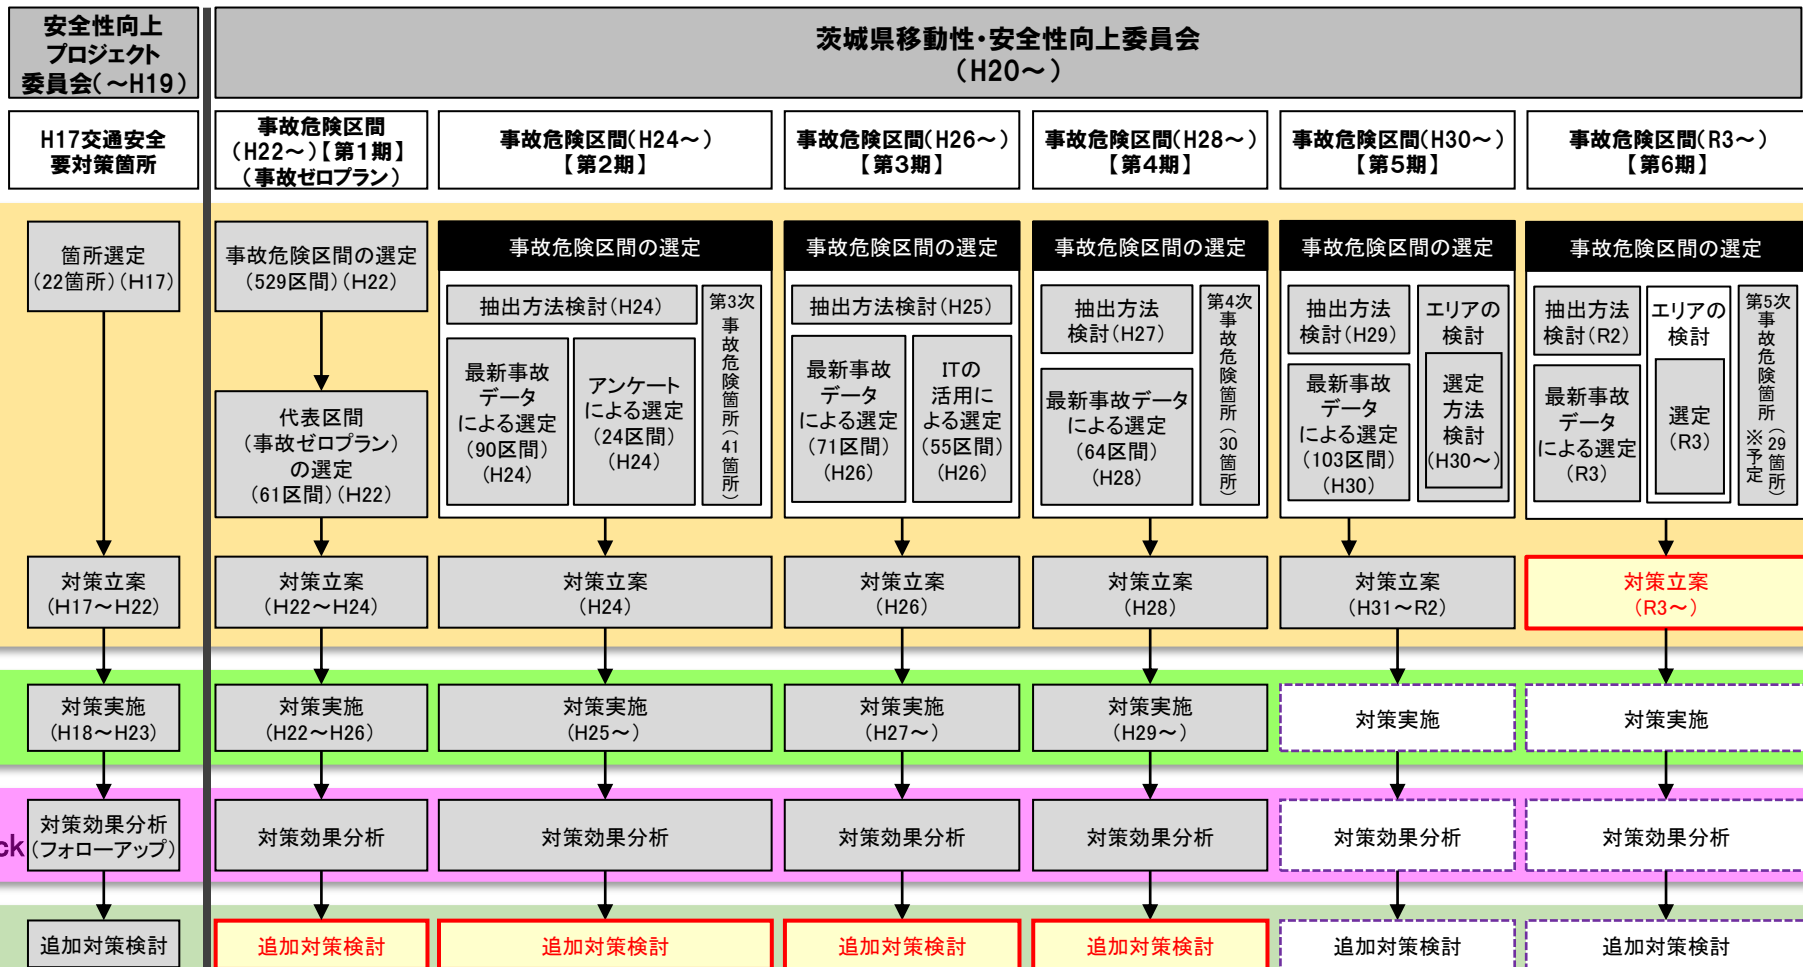 安全性向上
プロジェクト
委員会(～H19)
茨城県移動性・安全性向上委員会
(H20～)
H17交通安全
要対策箇所
事故危険区間
(H22～)【第1期】
(事故ゼロプラン)
事故危険区間(H24～)
【第2期】
事故危険区間(H26～)
【第3期】
事故危険区間(H28～)
【第4期】
事故危険区間(H30～)
【第5期】
事故危険区間(R3～)
【第6期】
箇所選定
(22箇所)(H17)
事故危険区間の選定
(529区間)(H22)
代表区間
(事故ゼロプラン)
の選定
(61区間)(H22)
事故危険区間の選定
抽出方法検討(H24)
最新事故
データ
による選定
(90区間)
(H24)
アンケート
による選定
(24区間)
(H24)
第3次
事故危険箇所(41箇所)
事故危険区間の選定
抽出方法検討(H25)
最新事故
データ
による選定
(71区間)
(H26)
ITの
活用に
よる選定
(55区間)
(H26)
事故危険区間の選定
抽出方法
検討(H27)
最新事故データ
による選定
(64区間)
(H28)
第4次
事故危険箇所(30箇所)
事故危険区間の選定
抽出方法
検討(H29)
最新事故
データ
による選定
(103区間)
(H30)
エリアの
検討
選定
方法
検討
(H30～)
事故危険区間の選定
抽出方法
検討(R2)
最新事故
データ
による選定
(R3)
エリアの
検討
選定
(R3)
第5次
事故危険箇所(29箇所)
※予定
対策立案
(H17～H22)
対策立案
(H22～H24)
対策立案
(H24)
対策立案
(H26)
対策立案
(H28)
対策立案
(H31～R2)
対策立案
(R3～)
対策実施
(H18～H23)
対策実施
(H22～H26)
対策実施
(H25～)
対策実施
(H27～)
対策実施
(H29～)
対策実施
対策実施
ck
対策効果分析
(フォローアップ)
対策効果分析
対策効果分析
対策効果分析
対策効果分析
対策効果分析
対策効果分析
追加対策検討
追加対策検討
追加対策検討
追加対策検討
追加対策検討
追加対策検討
追加対策検討